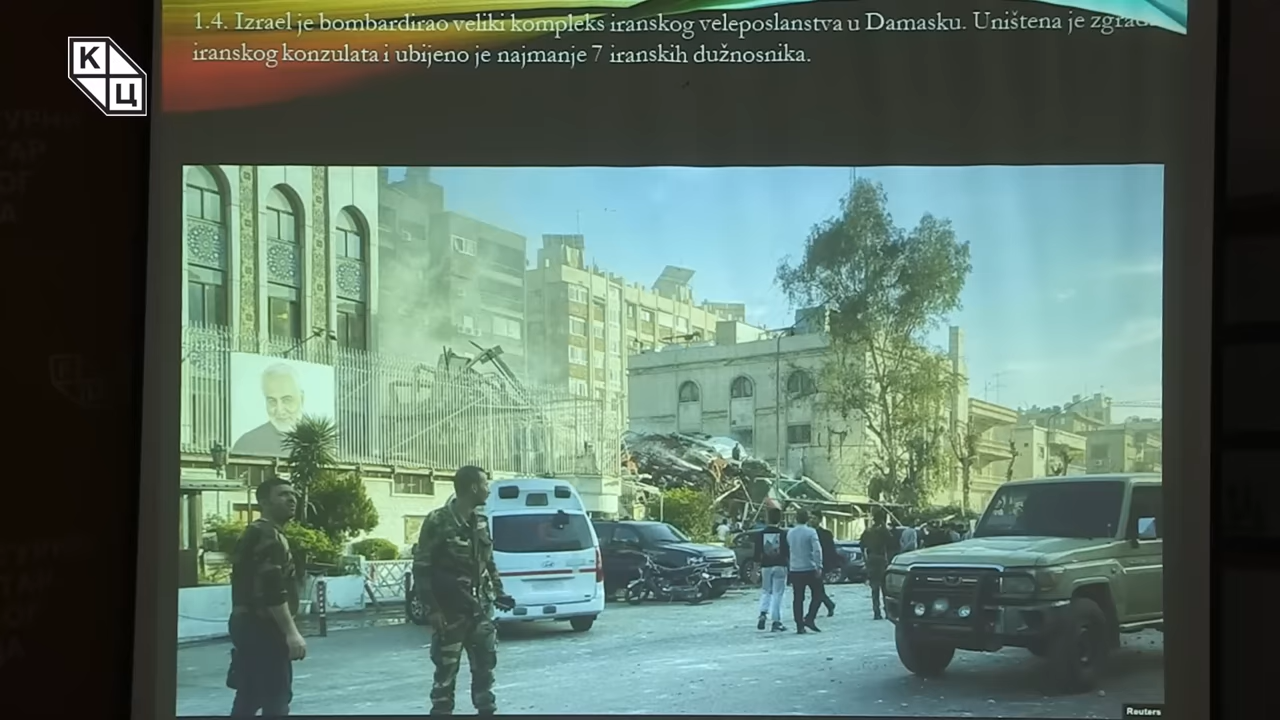 1.4. Izrael je bombardirao veliki kompleks iranskog veleposlanstva u Damasku. Uništena je
iranskog konzulata i ubijeno je najmanje 7 iranskih dužnosnika.
К
Ц
Reuters